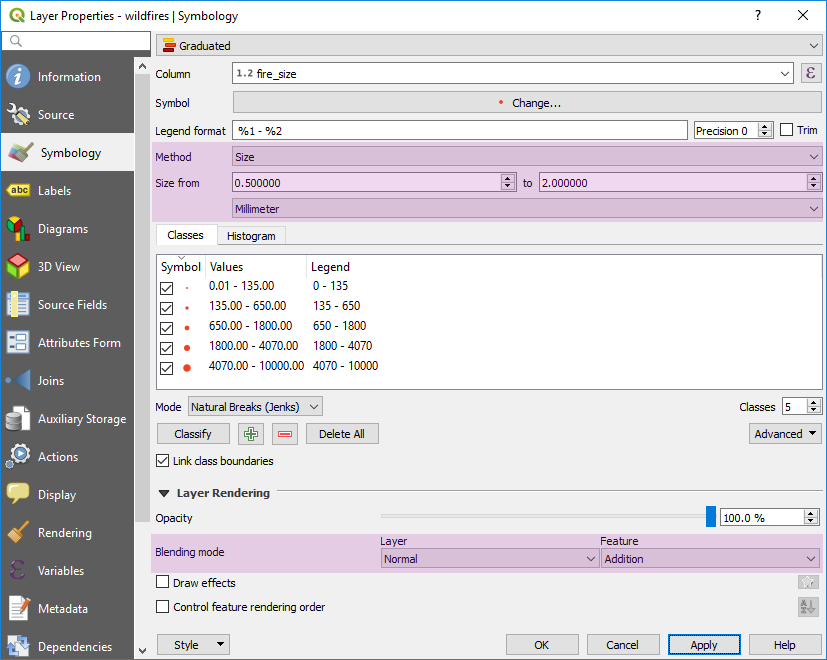 Layer Properties - wildfires | Symbology
?
Graduated
Information
Column
1.2 fire_size
ε
Source
Symbol
Change...
Legend format
%1 - %2
Precision 0
Trim
Symbology
Method
Size
Size from
0.500000
to
2.000000
abc Labels
Millimeter
Diagrams
Classes
Histogram
3D View
Symbol Values Legend
Source Fields
0.01 - 135.00 0 - 135
135.00 - 650.00 135 - 650
650.00 - 1800.00 650 - 1800
Attributes Form
1800.00 - 4070.00 1800 - 4070
4070.00 - 10000.00 4070 - 10000
Joins
Mode
Natural Breaks (Jenks)
Classes
5
Auxiliary Storage
Classify
Delete All
Advanced
Actions
Link class boundaries
Display
Layer Rendering
Opacity
100.0 %
Rendering
Layer
Feature
Blending mode
Normal
Addition
ε Variables
Draw effects
Metadata
Control feature rendering order
Dependencies
Style
OK
Cancel
Apply
Help